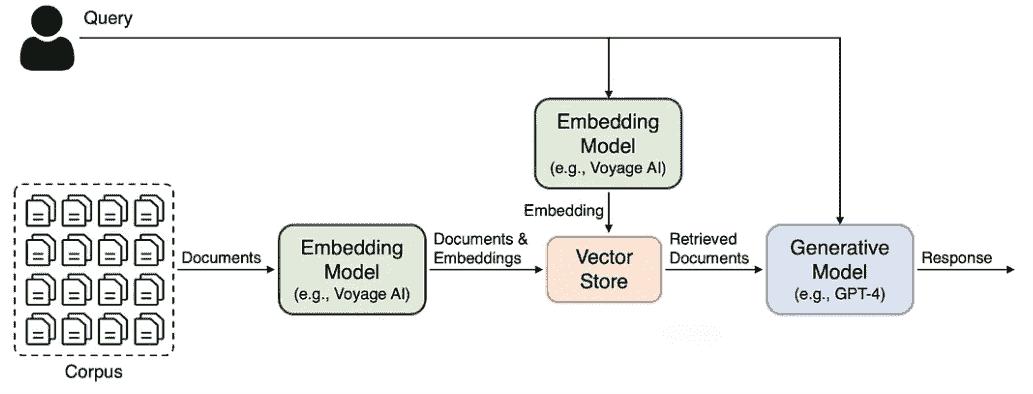 Query
Embedding
Model
(e.g., Voyage AI)
Embedding
Documents
Embedding
Model
(e.g., Voyage AI)
Documents &
Embeddings
Vector
Store
Retrieved
Documents
Generative
Model
(e.g., GPT-4)
Response
Corpus